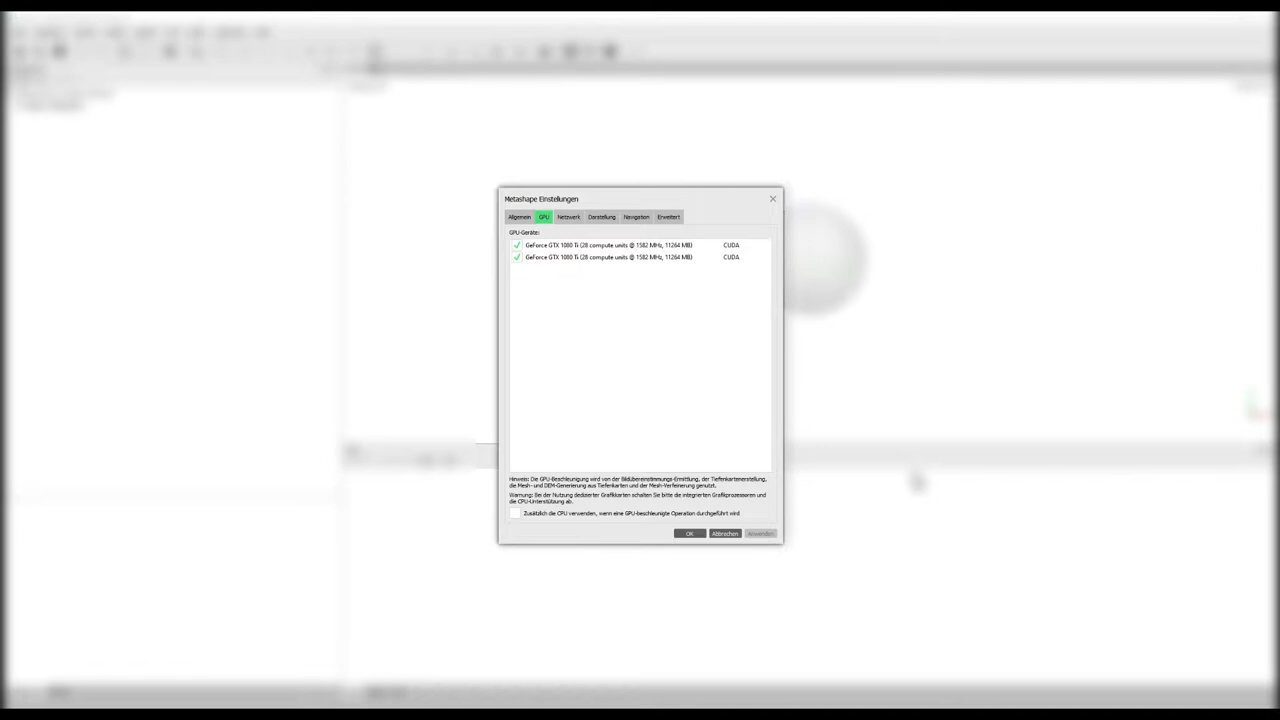 Metashape Einstellungen
Allgemein GPU Netzwerk Darstellung Navigation Erweitert
GPU-Geräte:
GeForce GTX 1080 Ti (28 compute units @ 1582 MHz, 11264 MB) CUDA
GeForce GTX 1080 Ti (28 compute units @ 1582 MHz, 11264 MB) CUDA
Hinweis: Die GPU-Beschleunigung wird von der Bildübereinstimmungs-Ermittlung, der Tiefenkartenerstellung,
die Mesh- und DEM-Generierung aus Tiefenkarten und der Mesh-Verfeinerung genutzt.
Warnung: Bei der Nutzung dedizierter Grafikkarten schalten Sie bitte die integrierten Grafikprozessoren und
die CPU-Unterstützung ab.
Zusätzlich die CPU verwenden, wenn eine GPU-beschleunigte Operation durchgeführt wird
OK Abbrechen Anwenden